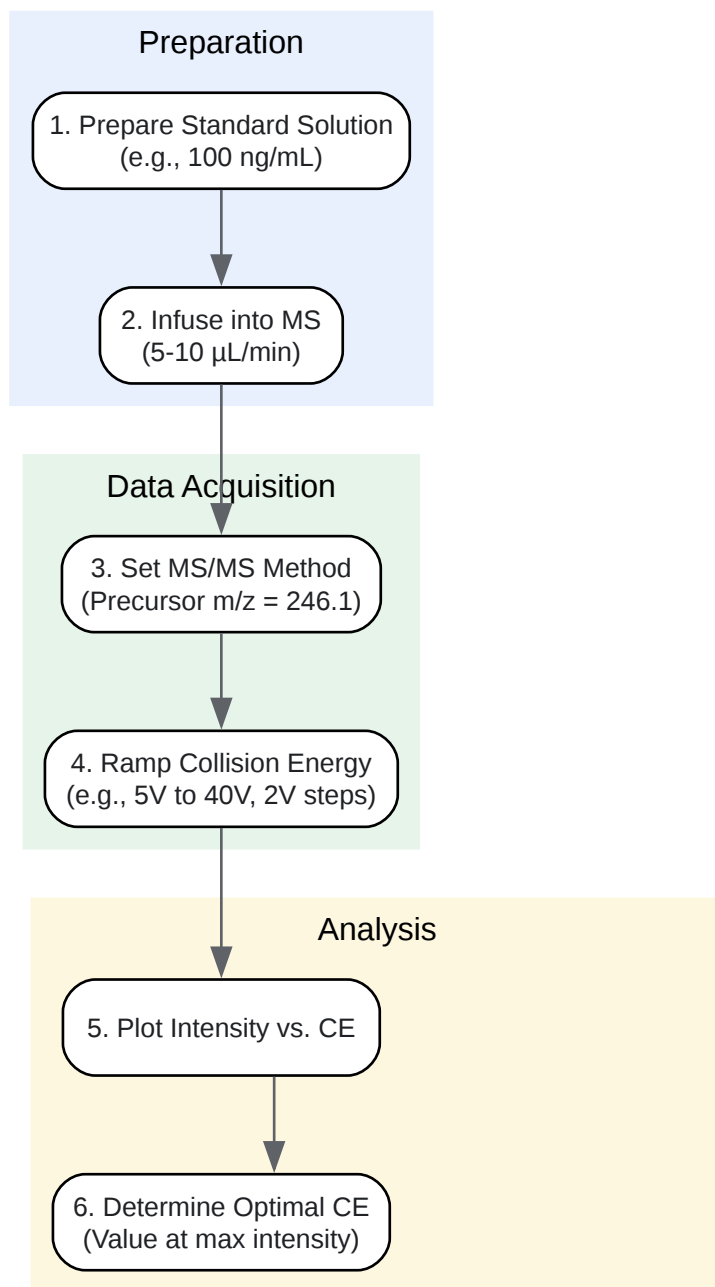 Preparation
1. Prepare Standard Solution
(e.g., 100 ng/mL)
2. Infuse into MS
(5-10 µL/min)
Data Acquisition
3. Set MS/MS Method
(Precursor m/z = 246.1)
4. Ramp Collision Energy
(e.g., 5V to 40V, 2V steps)
Analysis
5. Plot Intensity vs. CE
6. Determine Optimal CE
(Value at max intensity)